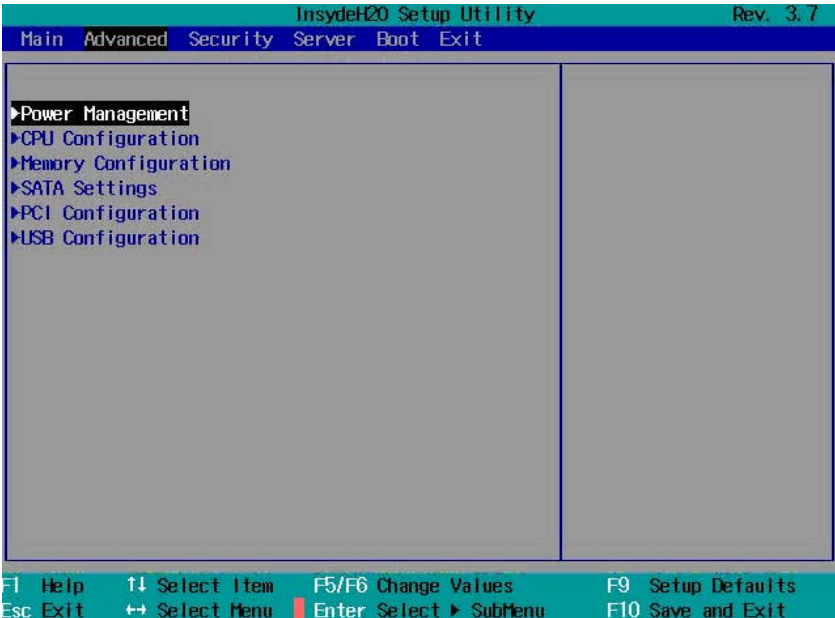 InsydeH20 Setup Utility Rev. 3.7
Main Advanced Security Server Boot Exit
▶Power Management
▶CPU Configuration
▶Memory Configuration
▶SATA Settings
▶PCI Configuration
▶USB Configuration
F1 Help ↑↓ Select Item F5/F6 Change Values F9 Setup Defaults
Esc Exit ↔ Select Menu Enter Select ▶ SubMenu F10 Save and Exit